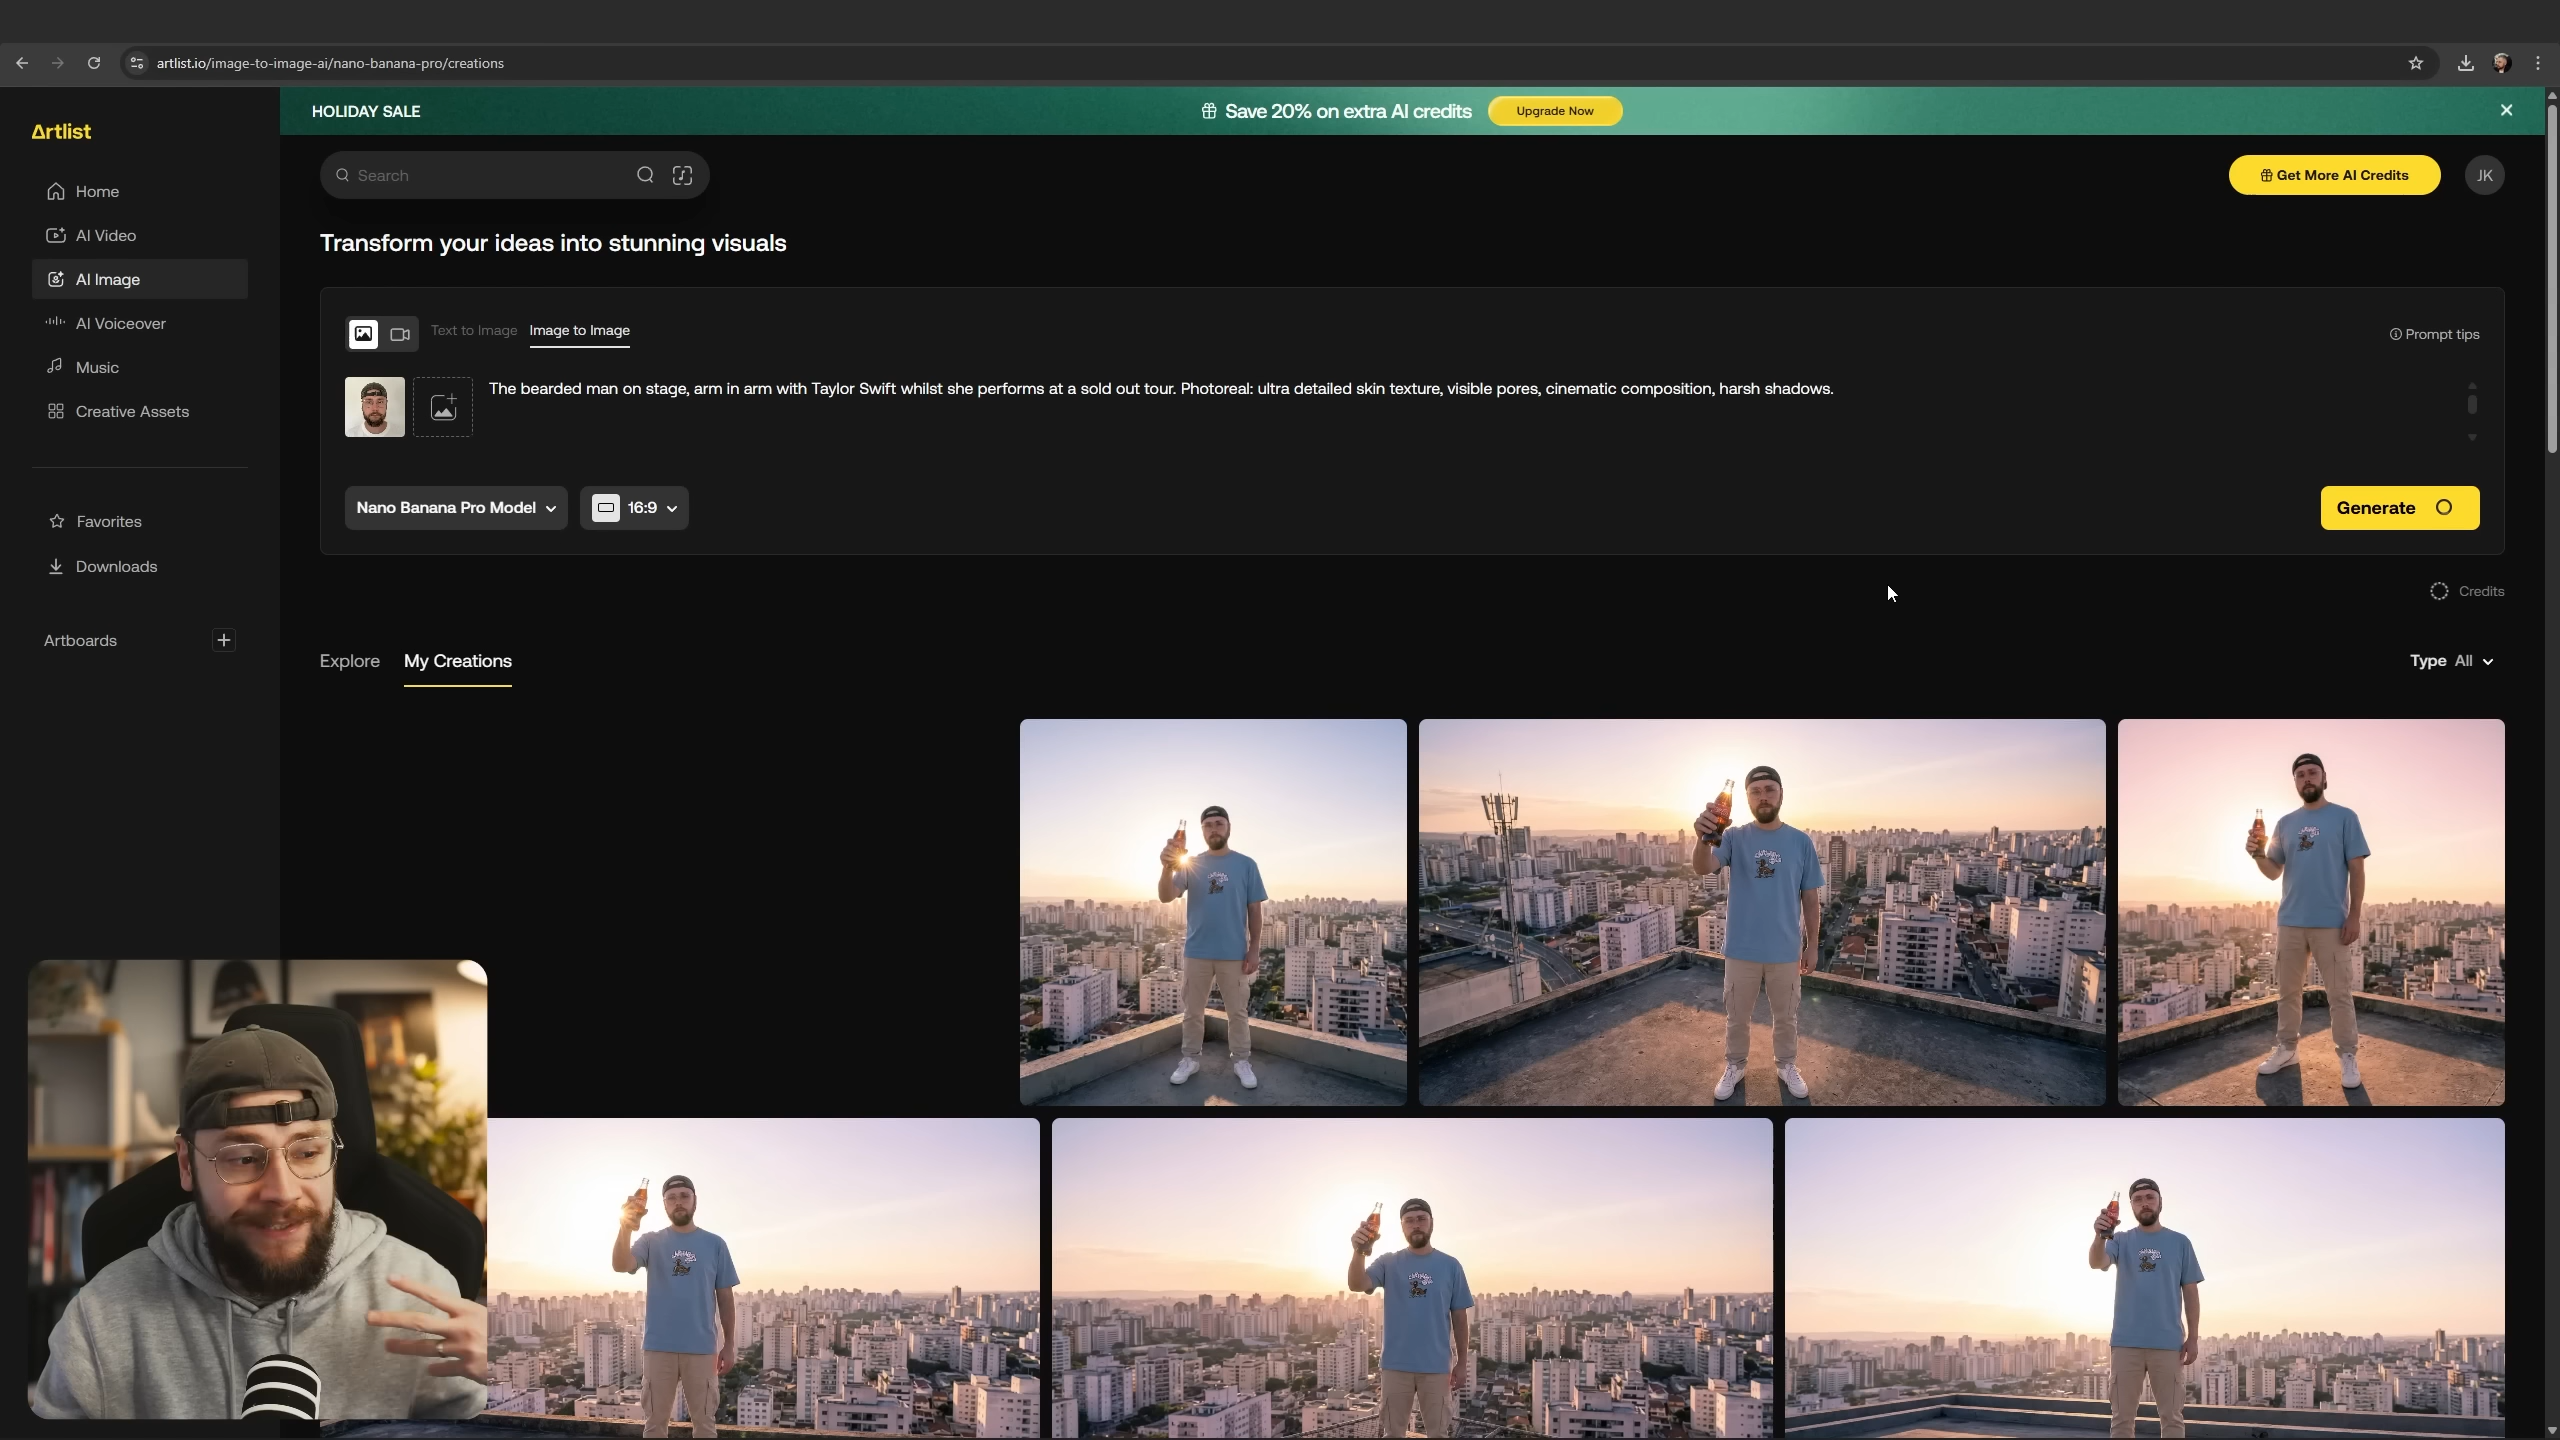 artlist.io/image-to-image-ai/nano-banana-pro/creations
HOLIDAY SALE
Save 20% on extra AI credits
Upgrade Now
Artlist
Search
Get More AI Credits
JK
Home
AI Video
AI Image
AI Voiceover
Music
Creative Assets
Favorites
Downloads
Artboards
Transform your ideas into stunning visuals
Text to Image
Image to Image
Prompt tips
The bearded man on stage, arm in arm with Taylor Swift whilst she performs at a sold out tour. Photoreal: ultra detailed skin texture, visible pores, cinematic composition, harsh shadows.
Nano Banana Pro Model
16:9
Generate
Credits
Explore
My Creations
Type All